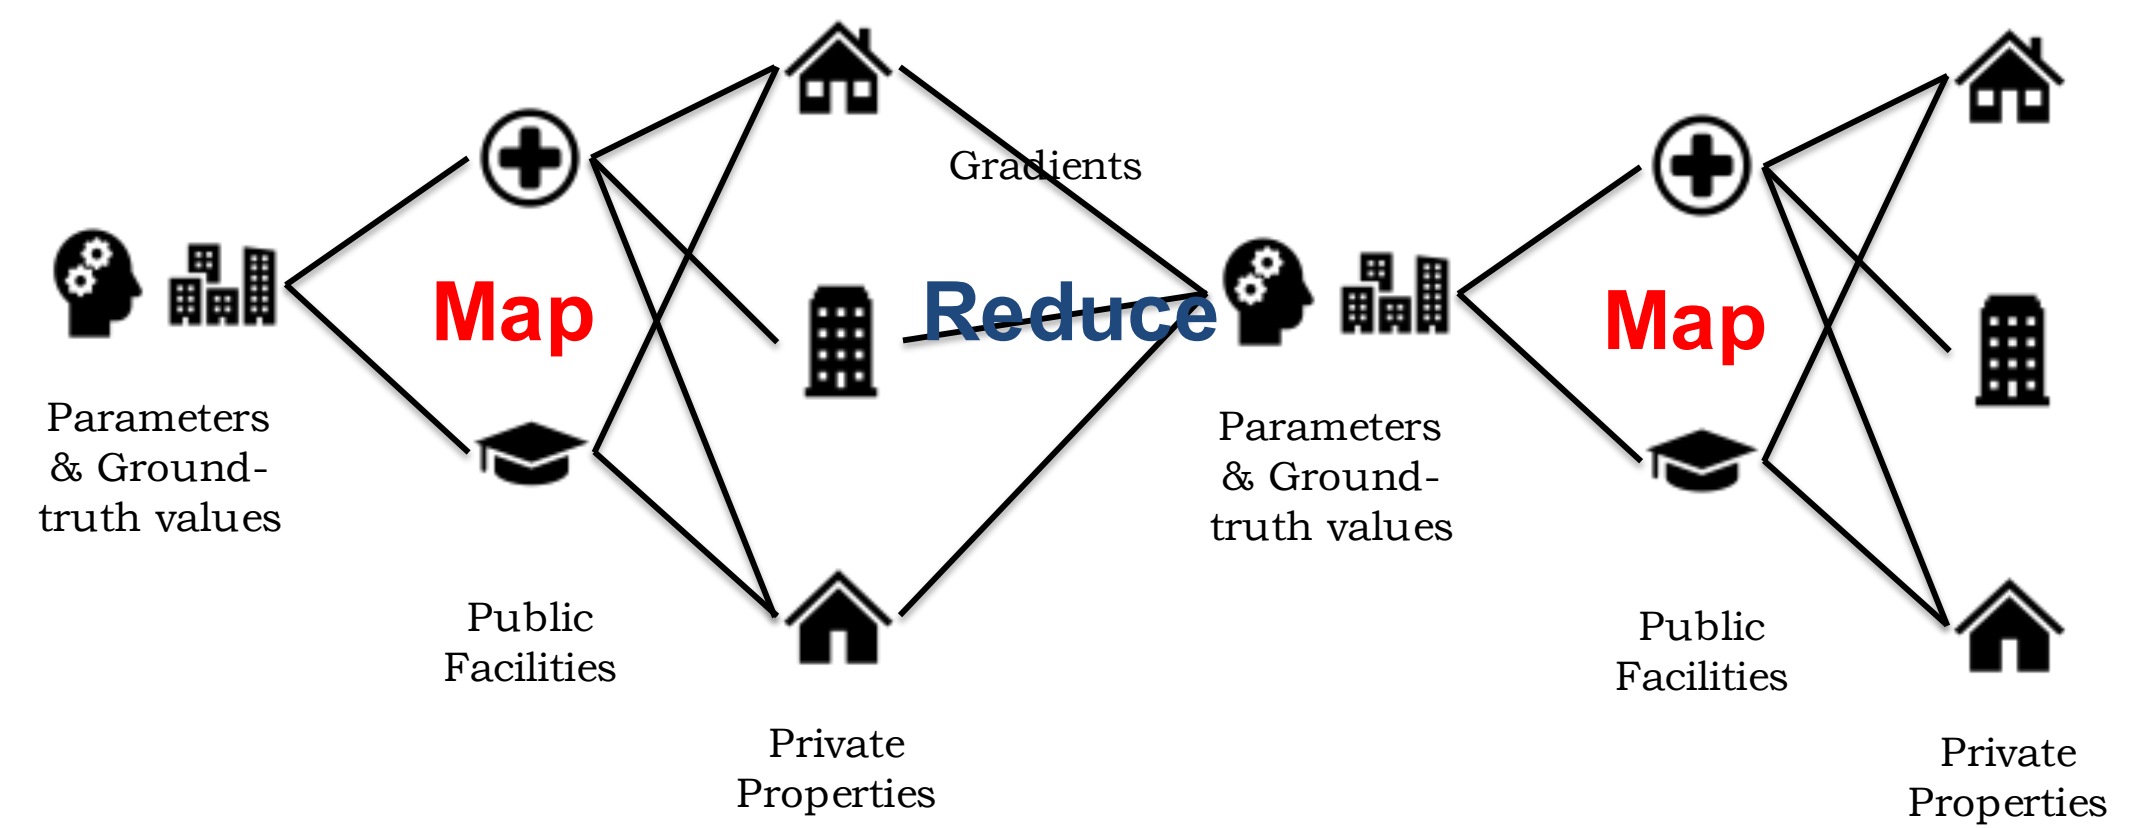 Gradients
Map
Reduce
Map
Parameters
& Ground-
truth values
Parameters
& Ground-
truth values
Public
Facilities
Public
Facilities
Private
Properties
Private
Properties